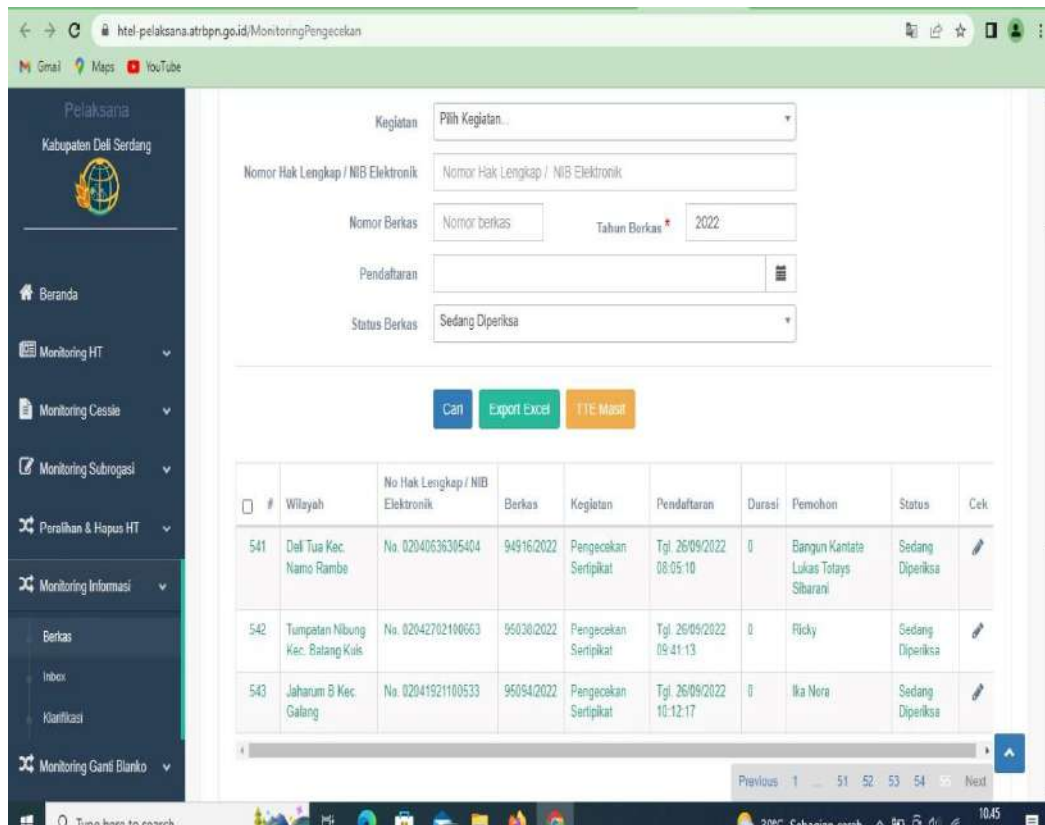 htel-pelaksana.atrbpn.go.id/MonitoringPengecekan
Gmail Maps YouTube
Pelaksana
Kabupaten Deli Serdang
Beranda
Monitoring HT
Monitoring Cessie
Monitoring Subrogasi
Peralihan & Hapus HT
Monitoring Informasi
Berkas
Inbox
Klarifikasi
Monitoring Ganti Blanko
Kegiatan Pilih Kegiatan...
Nomor Hak Lengkap / NIB Elektronik Nomor Hak Lengkap / NIB Elektronik
Nomor Berkas Nomor berkas Tahun Berkas * 2022
Pendaftaran
Status Berkas Sedang Diperiksa
Cari Export Excel TTE Masif
# Wilayah No Hak Lengkap / NIB Elektronik Berkas Kegiatan Pendaftaran Durasi Pemohon Status Cek
541 Deli Tua Kec. Namo Rambe No. 02040636305404 94916/2022 Pengecekan Sertipikat Tgl. 26/09/2022 08:05:10 0 Bangun Kantate Lukas Totays Sibarani Sedang Diperiksa
542 Tumpatan Nibung Kec. Batang Kuis No. 02042702100663 95038/2022 Pengecekan Sertipikat Tgl. 26/09/2022 09:41:13 0 Ricky Sedang Diperiksa
543 Jaharum B Kec. Galang No. 02041921100533 95094/2022 Pengecekan Sertipikat Tgl. 26/09/2022 10:12:17 0 Ika Nora Sedang Diperiksa
Previous 1 ... 51 52 53 54 55 Next
Type here to search
30°C Sebagian cerah
10.45